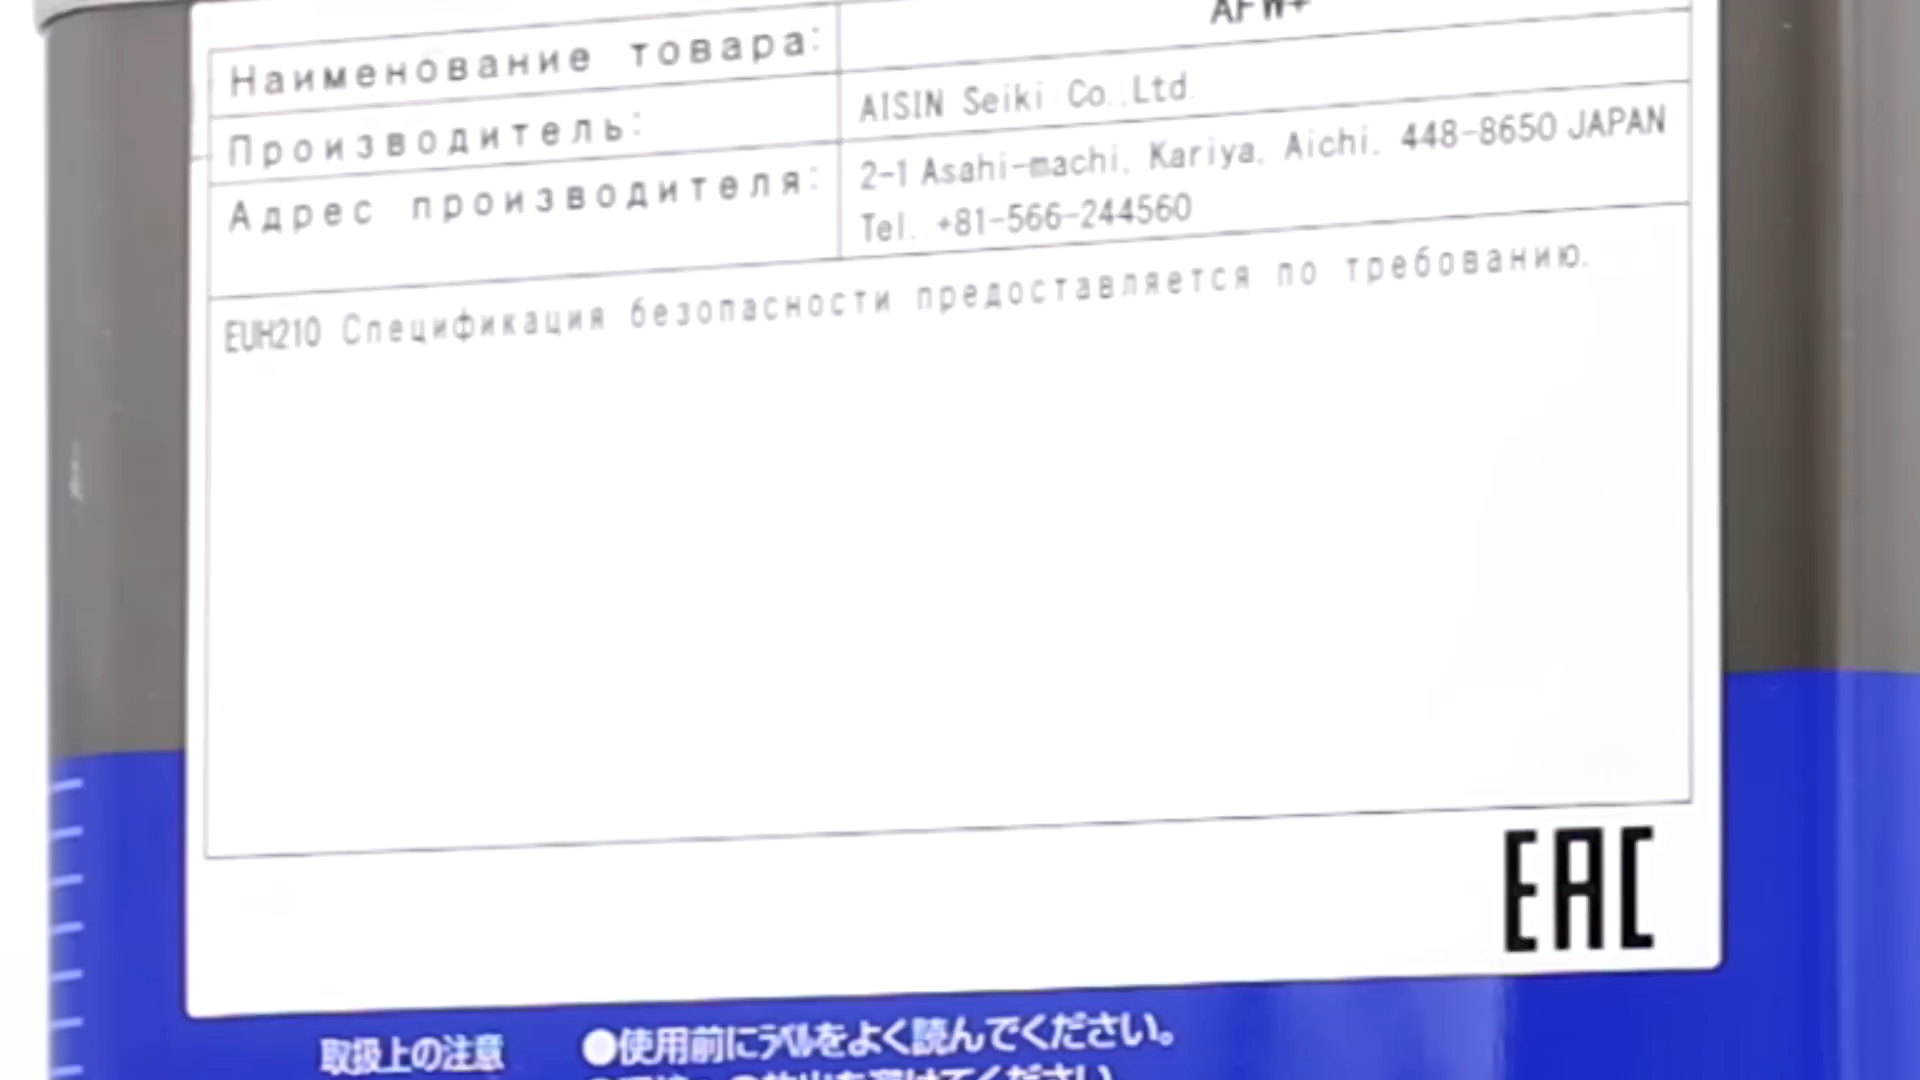 Наименование товара: AFW+
Производитель: AISIN Seiki Co.,Ltd.
Адрес производителя: 2-1 Asahi-machi, Kariya, Aichi, 448-8650 JAPAN
Tel. +81-566-244560
EUH210 Спецификация безопасности предоставляется по требованию.
EAC
取扱上の注意 ●使用前にラベルをよく読んでください。